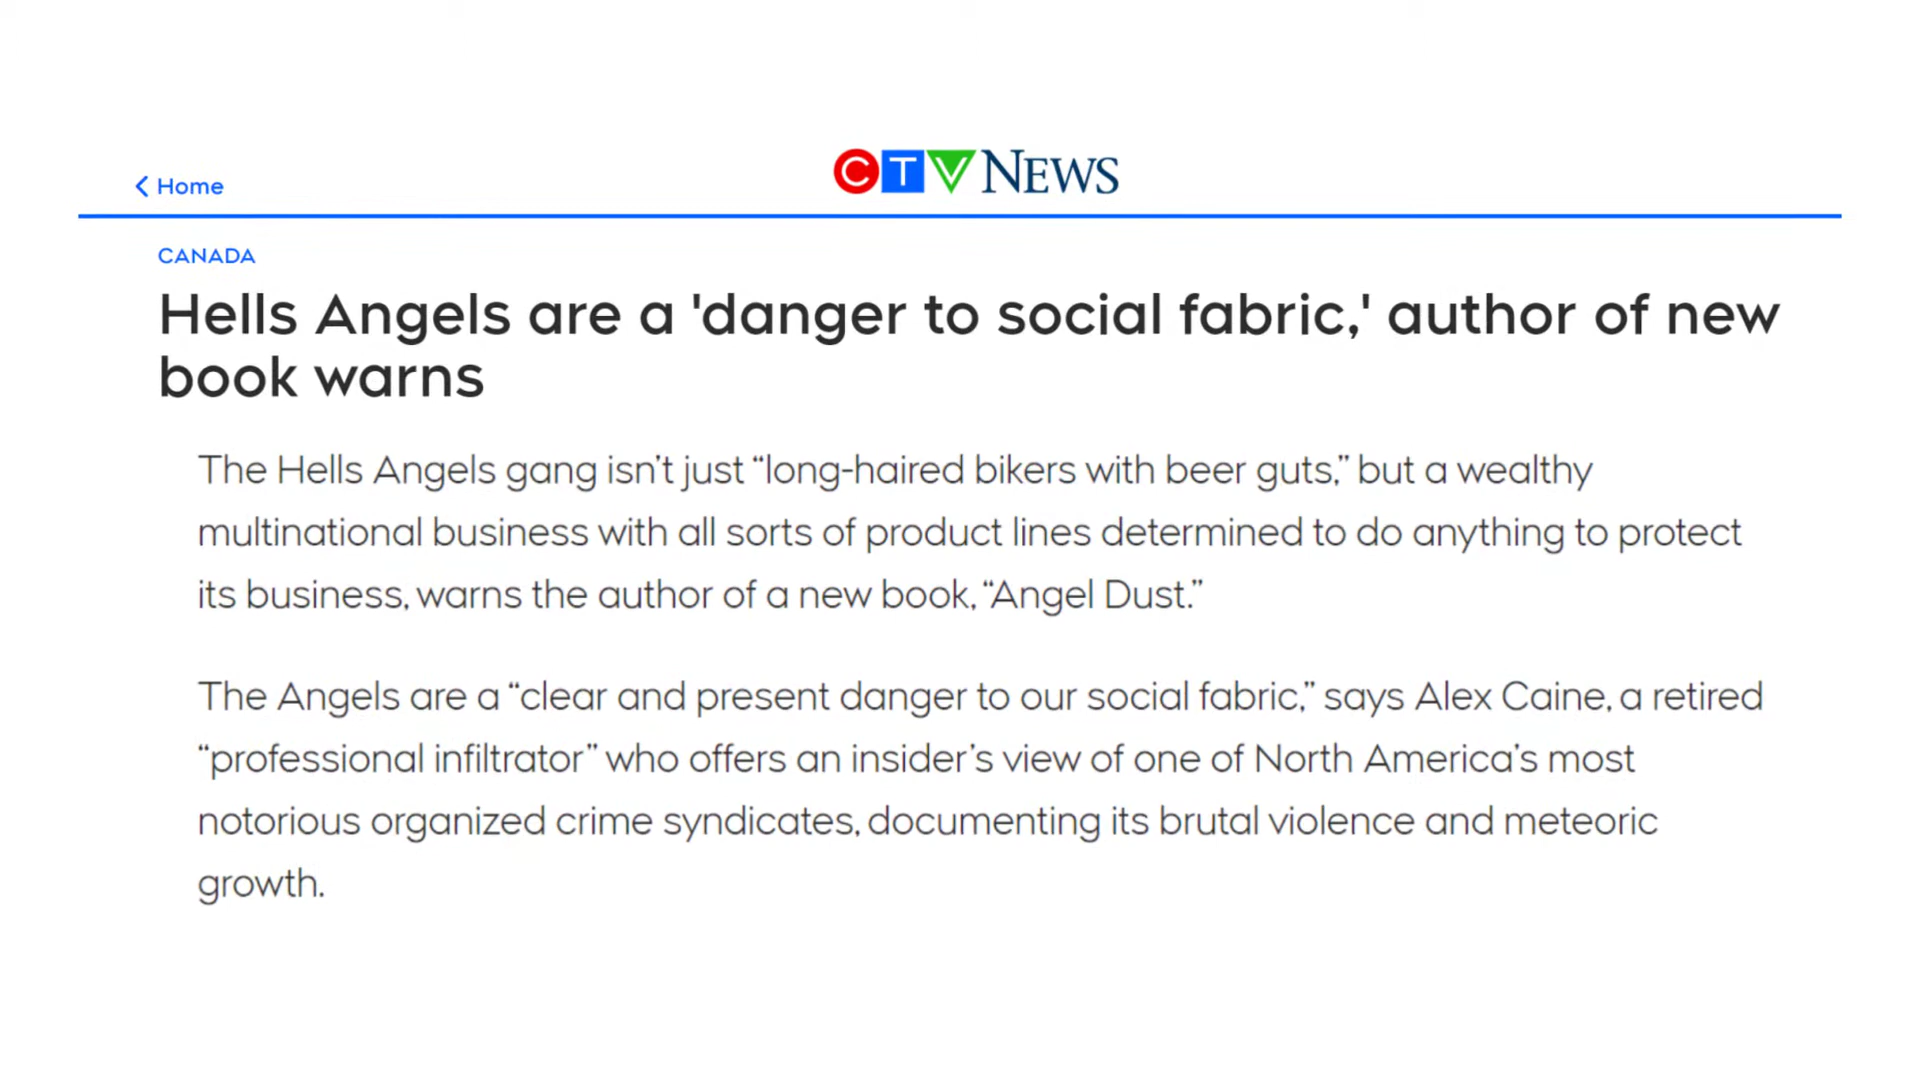 Home
CTV NEWS
CANADA
Hells Angels are a 'danger to social fabric,' author of new
book warns
The Hells Angels gang isn’t just “long-haired bikers with beer guts,” but a wealthy
multinational business with all sorts of product lines determined to do anything to protect
its business, warns the author of a new book, “Angel Dust.”
The Angels are a “clear and present danger to our social fabric,” says Alex Caine, a retired
“professional infiltrator” who offers an insider’s view of one of North America’s most
notorious organized crime syndicates, documenting its brutal violence and meteoric
growth.